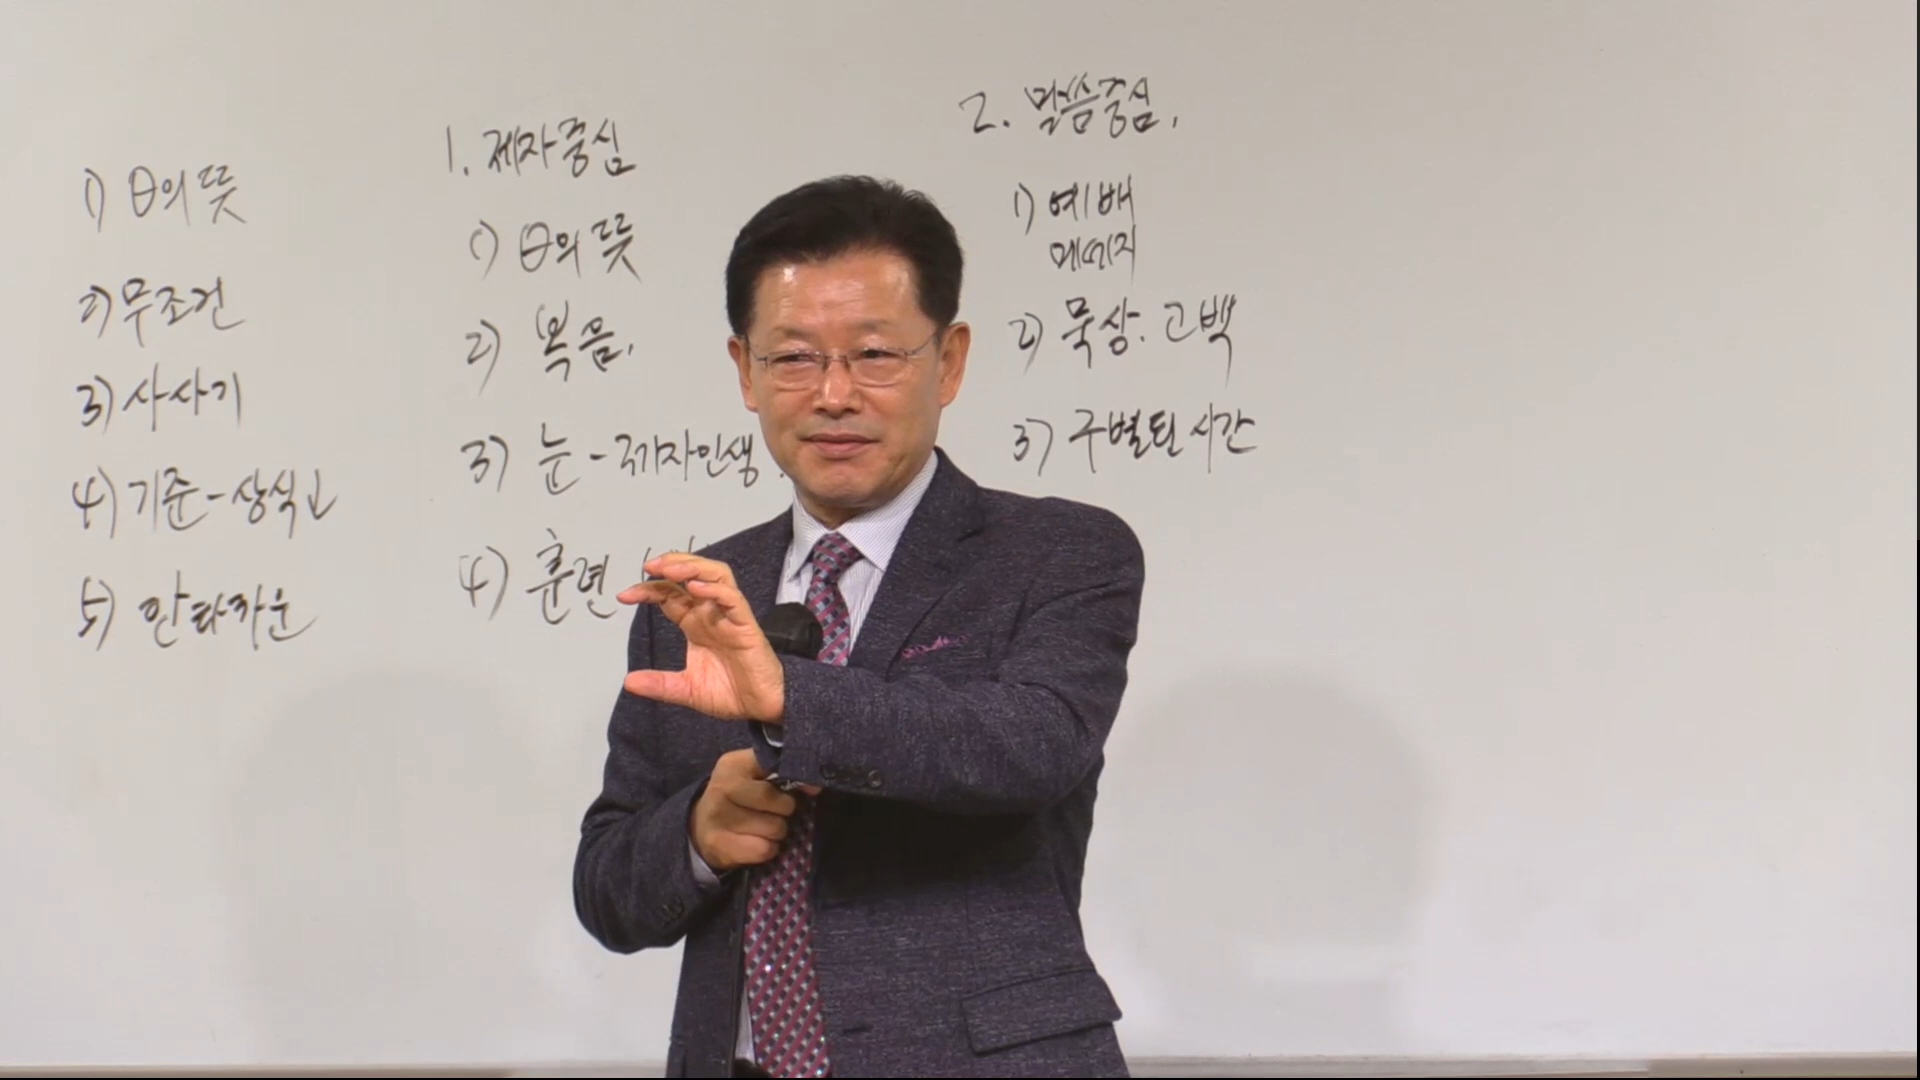 1) θ의 뜻
2) 무조건
3) 사사기
4) 기준-상식↓
5) 안타까운
1. 제자중심
1) θ의 뜻
2) 복음,
3) 눈-각자인생
4) 훈련
2. 말씀중심,
1) 예배
메세지
2) 묵상. 고백
3) 구별된 시간